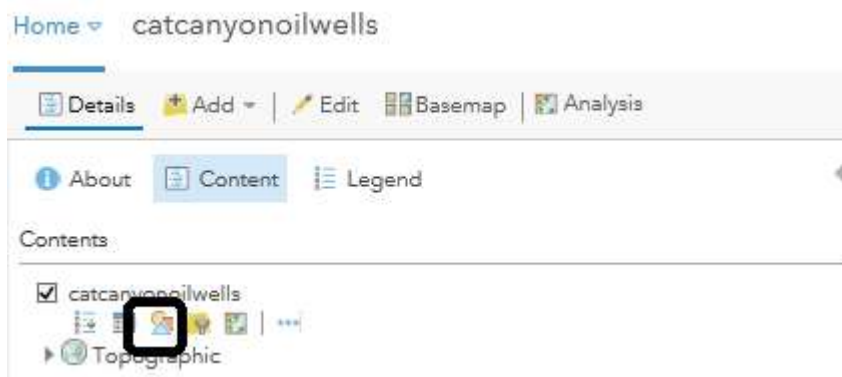 Home catcanyonoilwells
Details Add Edit Basemap Analysis
About Content Legend
Contents
catcanyonoilwells
Topographic